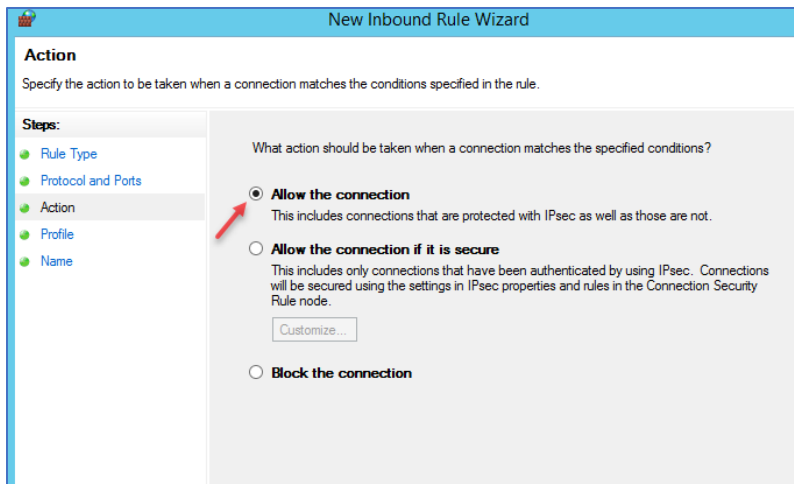 New Inbound Rule Wizard
Action
Specify the action to be taken when a connection matches the conditions specified in the rule.
Steps:
Rule Type
Protocol and Ports
Action
Profile
Name
What action should be taken when a connection matches the specified conditions?
Allow the connection
This includes connections that are protected with IPsec as well as those are not.
Allow the connection if it is secure
This includes only connections that have been authenticated by using IPsec. Connections
will be secured using the settings in IPsec properties and rules in the Connection Security
Rule node.
Customize...
Block the connection